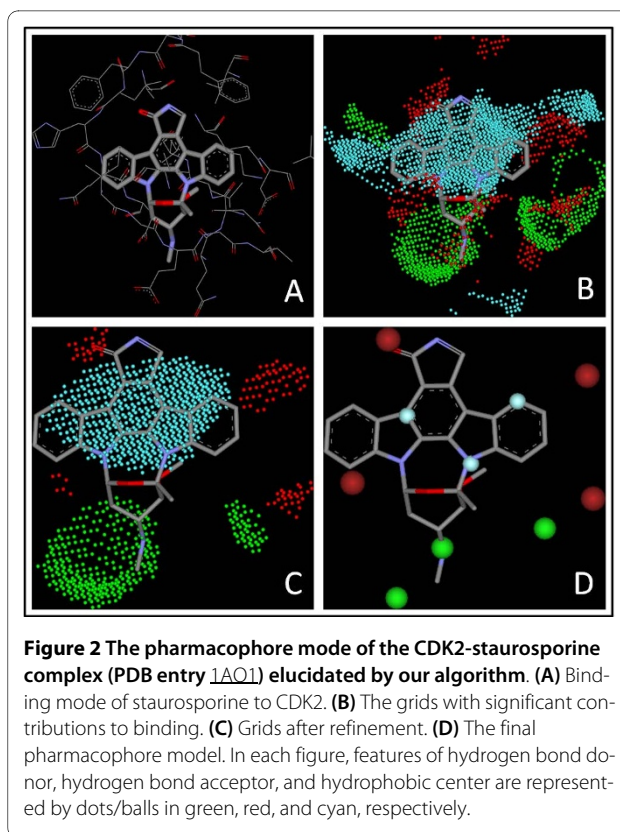 A
B
C
D
Figure 2 The pharmacophore mode of the CDK2-staurosporine
complex (PDB entry 1AO1) elucidated by our algorithm. (A) Bind-
ing mode of staurosporine to CDK2. (B) The grids with significant con-
tributions to binding. (C) Grids after refinement. (D) The final
pharmacophore model. In each figure, features of hydrogen bond do-
nor, hydrogen bond acceptor, and hydrophobic center are represent-
ed by dots/balls in green, red, and cyan, respectively.